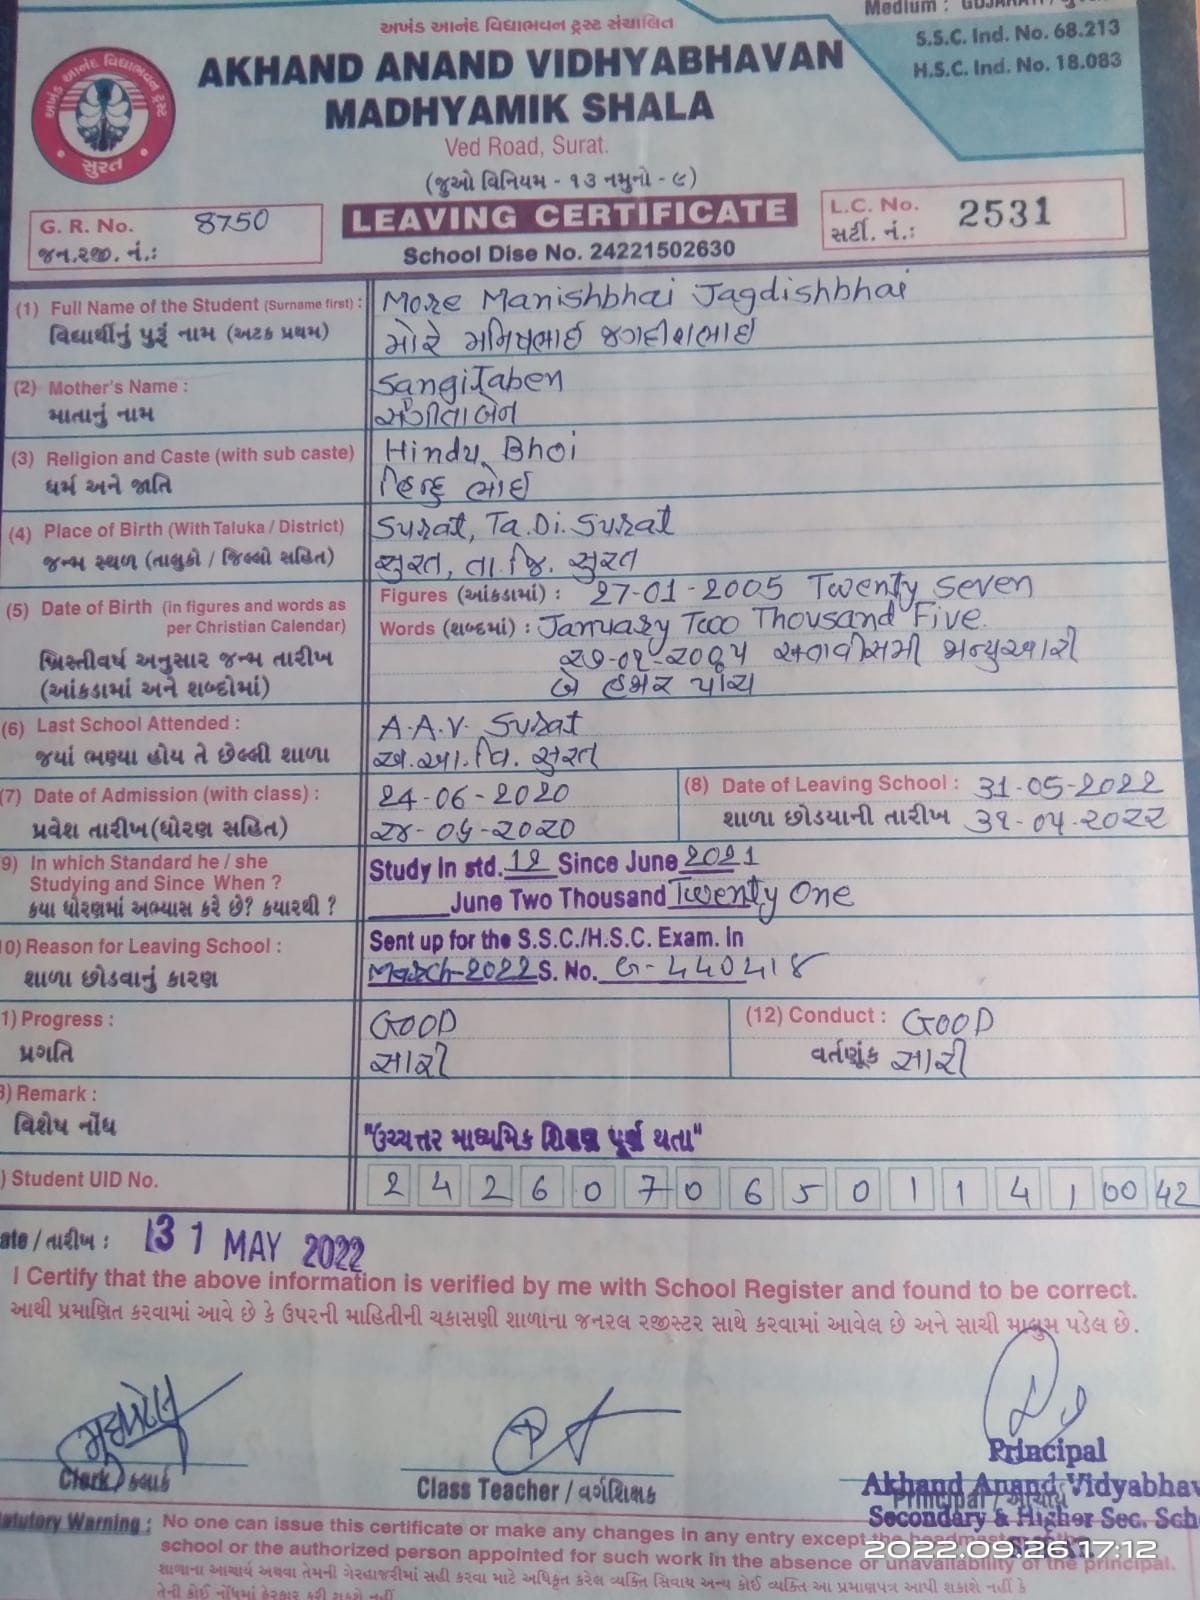 Medium : GUJARATI
અખંડ આનંદ વિદ્યાભવન ટ્રસ્ટ સંચાલિત
S.S.C. Ind. No. 68.213
H.S.C. Ind. No. 18.083
AKHAND ANAND VIDHYABHAVAN
MADHYAMIK SHALA
અખંડ આનંદ વિદ્યાભવન ટ્રસ્ટ
સુરત
Ved Road, Surat.
(જુઓ વિનિયમ - ૧૩ નમુનો - ૯)
G. R. No. 8750
જન.રજી. નં.:
LEAVING CERTIFICATE
School Dise No. 24221502630
L.C. No. 2531
સર્ટી. નં.:
(1) Full Name of the Student (Surname first) : More Manishbhai Jagdishbhai
વિદ્યાર્થીનું પુરૂં નામ (અટક પ્રથમ) મોરે મનિષભાઈ જગદીશભાઈ
(2) Mother's Name : Sangitaben
માતાનું નામ સંગીતાબેન
(3) Religion and Caste (with sub caste) Hindu, Bhoi
ધર્મ અને જાતિ હિન્દુ ભોઈ
(4) Place of Birth (With Taluka / District) Surat, Ta.Di. Surat
જન્મ સ્થળ (તાલુકો / જિલ્લો સહિત) સુરત, તા.જિ. સુરત
(5) Date of Birth (in figures and words as Figures (આંકડામાં) : 27-01-2005 Twenty Seven
per Christian Calendar) Words (શબ્દમાં) : January Two Thousand Five.
ખ્રિસ્તીવર્ષ અનુસાર જન્મ તારીખ ૨૭-૦૧-૨૦૦૫ સત્તાવીસમી જાન્યુઆરી
(આંકડામાં અને શબ્દોમાં) બે હજાર પાંચ
(6) Last School Attended : A.A.V. Surat
જયાં ભણ્યા હોય તે છેલ્લી શાળા અ.આ.વિ. સુરત
(7) Date of Admission (with class) : 24-06-2020
પ્રવેશ તારીખ(ધોરણ સહિત) ૨૪-૦૬-૨૦૨૦
(8) Date of Leaving School : 31-05-2022
શાળા છોડયાની તારીખ ૩૧-૦૫-૨૦૨૨
9) In which Standard he / she Study in std. 12 Since June 2021
Studying and Since When ?
કયા ધોરણમાં અભ્યાસ કરે છે? કયારથી ? June Two Thousand Twenty One
10) Reason for Leaving School : Sent up for the S.S.C./H.S.C. Exam. In
શાળા છોડવાનું કારણ March-2022 S. No. G-440418
1) Progress : GOOD
પ્રગતિ સારી
(12) Conduct : GOOD
વર્તણૂંક સારી
3) Remark :
વિશેષ નોંધ "ઉચ્ચત્તર માધ્યમિક શિક્ષણ પૂર્ણ થતા"
) Student UID No. 2 4 2 6 0 7 0 6 5 0 1 1 4 1 00 42
ate / તારીખ : 31 MAY 2022
I Certify that the above information is verified by me with School Register and found to be correct.
આથી પ્રમાણિત કરવામાં આવે છે કે ઉપરની માહિતીની ચકાસણી શાળાના જનરલ રજીસ્ટર સાથે કરવામાં આવેલ છે અને સાચી માલુમ પડેલ છે.
Clerk / કલાર્ક
Class Teacher / વર્ગશિક્ષક
Principal
Principal / આચાર્ય
Akhand Anand Vidyabhav
Secondary & Higher Sec. Sch
tatutory Warning : No one can issue this certificate or make any changes in any entry except the headmaster of the
school or the authorized person appointed for such work in the absence or unavailability of the principal.
શાળાના આચાર્ય અથવા તેમની ગેરહાજરીમાં સહી કરવા માટે અધિકૃત કરેલ વ્યક્તિ સિવાય અન્ય કોઈ વ્યક્તિ આ પ્રમાણપત્ર આપી શકાશે નહીં કે
તેની કોઈ નોંધમાં ફેરફાર કરી શકાશે નહીં
2022.09.26 17:12